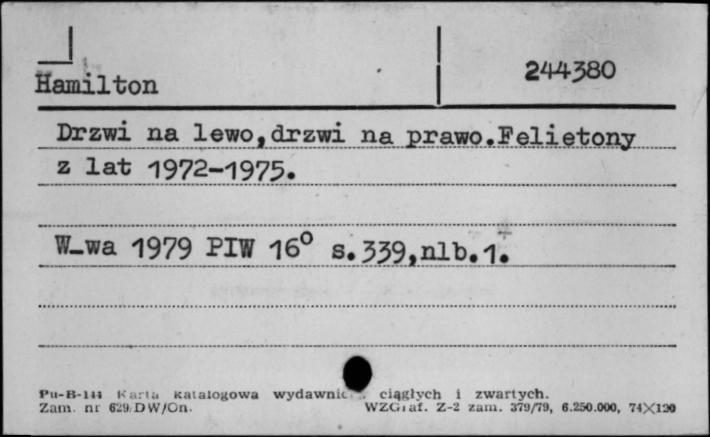 Hamilton
244380
Drzwi na lewo,drzwi na prawo.Felietony
z lat 1972-1975.
W-wa 1979 PIW 16° s.339,nlb.1.
Pu-B-144 Karta katalogowa wydawnic ciągłych i zwartych.
Zam. nr 629/DW/On. WZGraf. Z-2 zam. 379/79, 6.250.000, 74X120